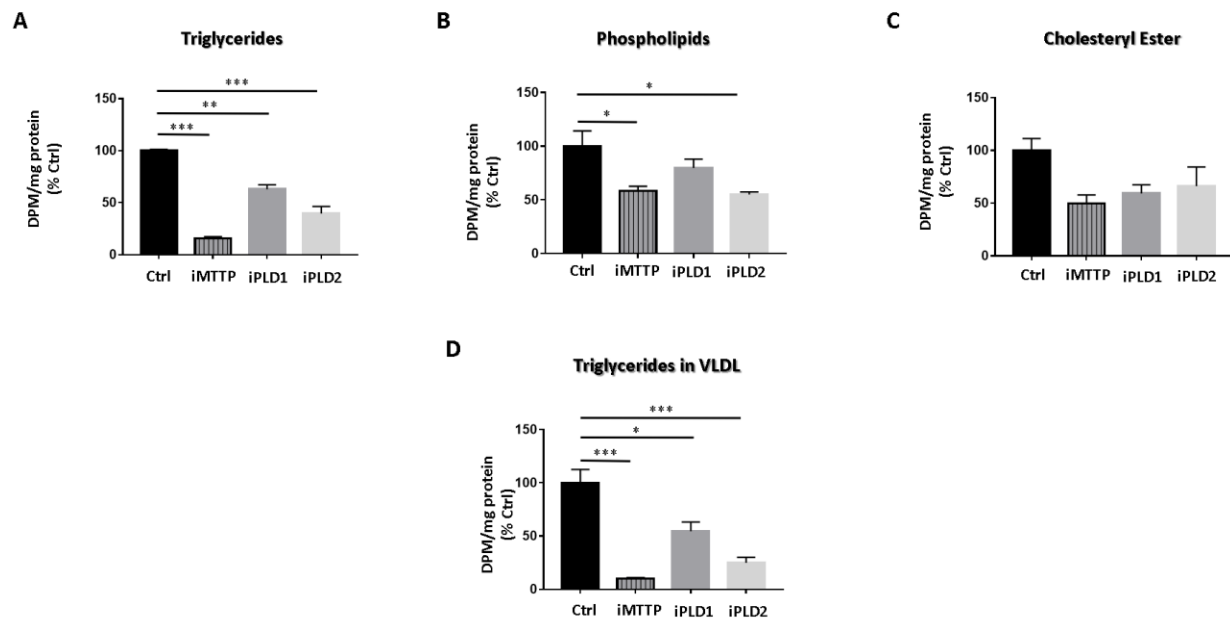 A
Triglycerides
DPM/mg protein
(% Ctrl)
150
100
50
0
***
**
***
Ctrl iMTTP iPLD1 iPLD2
B
Phospholipids
DPM/mg protein
(% Ctrl)
150
100
50
0
*
*
Ctrl iMTTP iPLD1 iPLD2
C
Cholesteryl Ester
DPM/mg protein
(% Ctrl)
150
100
50
0
Ctrl iMTTP iPLD1 iPLD2
D
Triglycerides in VLDL
DPM/mg protein
(% Ctrl)
150
100
50
0
***
*
***
Ctrl iMTTP iPLD1 iPLD2